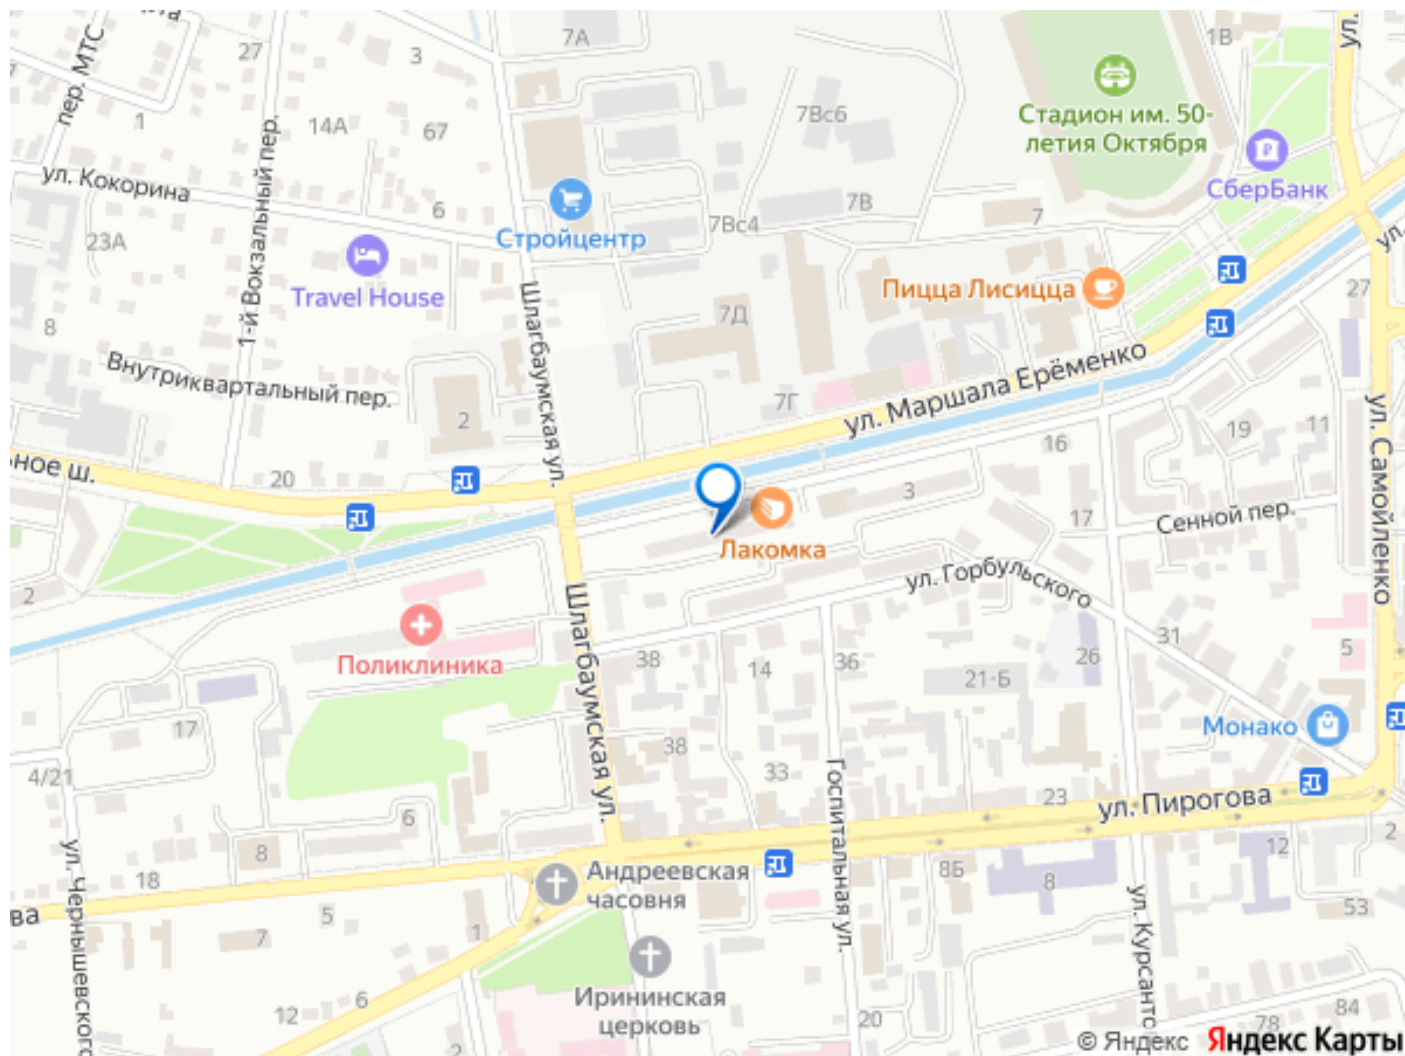 7А
1В
ул.
27
3
пер. МТС
1
14А
67
7Вс6
Стадион им. 50-
летия Октября
СберБанк
ул. Кокорина
1-й Вокзальный пер.
6
23А
Стройцентр
7Вс4
7В
7
ул.
Travel House
Шлагбаумская ул.
Пицца Лисицца
27
8
7Д
Внутриквартальный пер.
2
7Г
ул. Маршала Ерёменко
ул. Самойленко
19
11
16
ьное ш.
20
3
17
Сенной пер.
Лакомка
ул. Горбульского
2
Шлагбаумская ул.
31
Поликлиника
38
14
36
26
21-Б
5
17
Монако
38
4/21
33
Госпитальная ул.
23
ул. Пирогова
6
ул. Чернышевского
8
2
12
18
Андреевская
часовня
8Б
8
ул. Курсантс
53
ва
5
7
1
Ирининская
церковь
12
6
20
2
78
84
© Яндекс Яндекс Карты